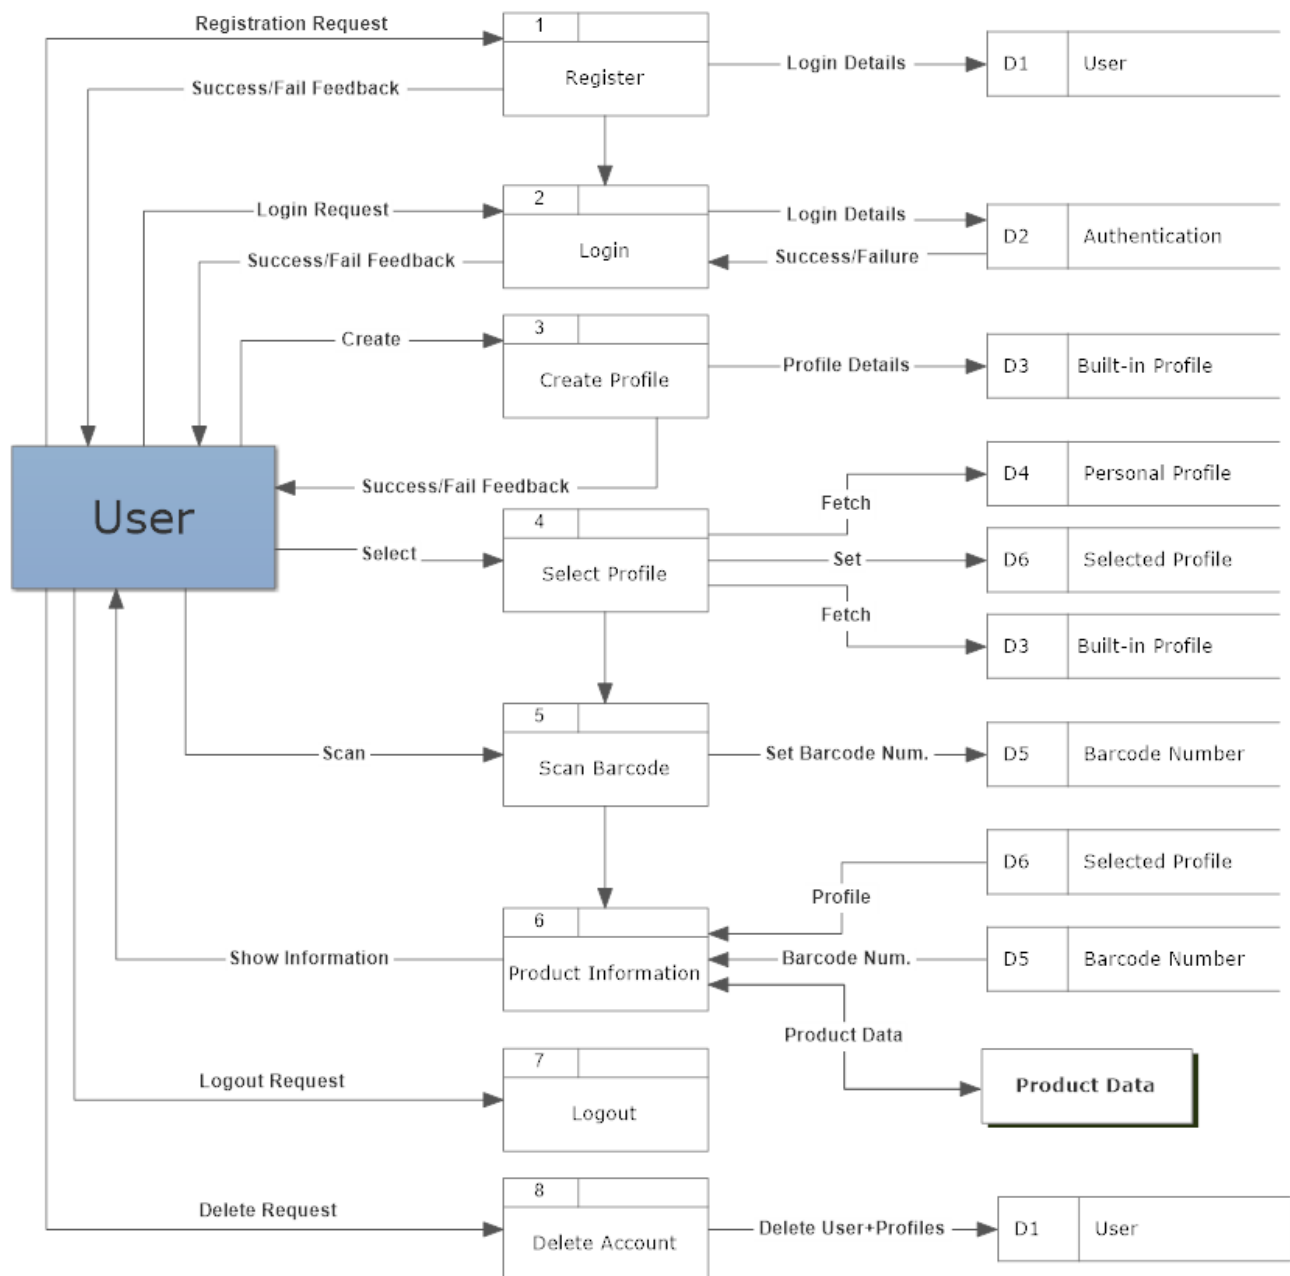 Registration Request
1
Register
Login Details
D1 User
Success/Fail Feedback
Login Request
2
Login
Login Details
D2 Authentication
Success/Failure
Success/Fail Feedback
Create
3
Create Profile
Profile Details
D3 Built-in Profile
Success/Fail Feedback
User
Select
4
Select Profile
Fetch
D4 Personal Profile
Set
D6 Selected Profile
Fetch
D3 Built-in Profile
Scan
5
Scan Barcode
Set Barcode Num.
D5 Barcode Number
D6 Selected Profile
Profile
6
Product Information
Show Information
Barcode Num.
D5 Barcode Number
Product Data
Product Data
Logout Request
7
Logout
Delete Request
8
Delete Account
Delete User+Profiles
D1 User